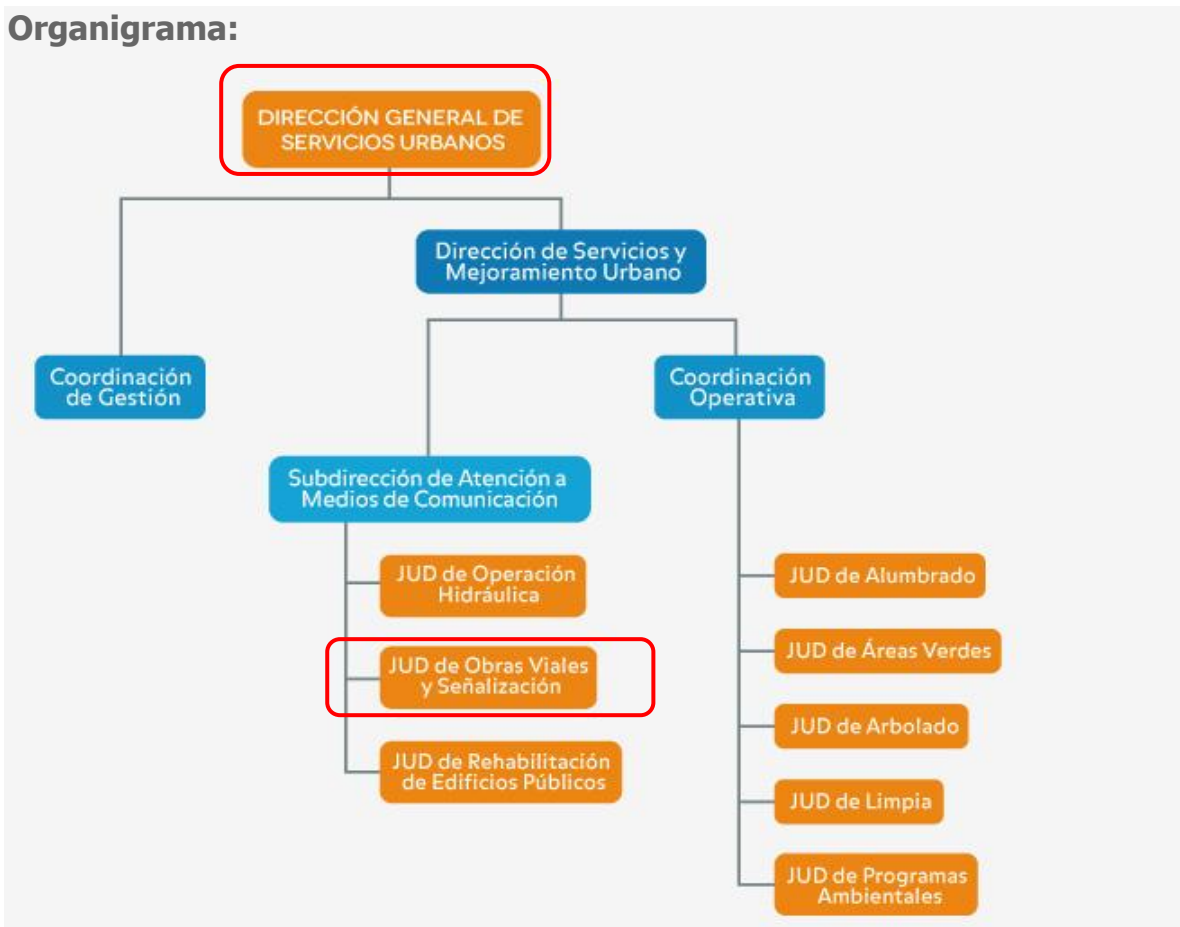 Organigrama:
DIRECCIÓN GENERAL DE
SERVICIOS URBANOS
Dirección de Servicios y
Mejoramiento Urbano
Coordinación
de Gestión
Coordinación
Operativa
Subdirección de Atención a
Medios de Comunicación
JUD de Operación
Hidráulica
JUD de Obras Viales
y Señalización
JUD de Rehabilitación
de Edificios Públicos
JUD de Alumbrado
JUD de Áreas Verdes
JUD de Arbolado
JUD de Limpia
JUD de Programas
Ambientales